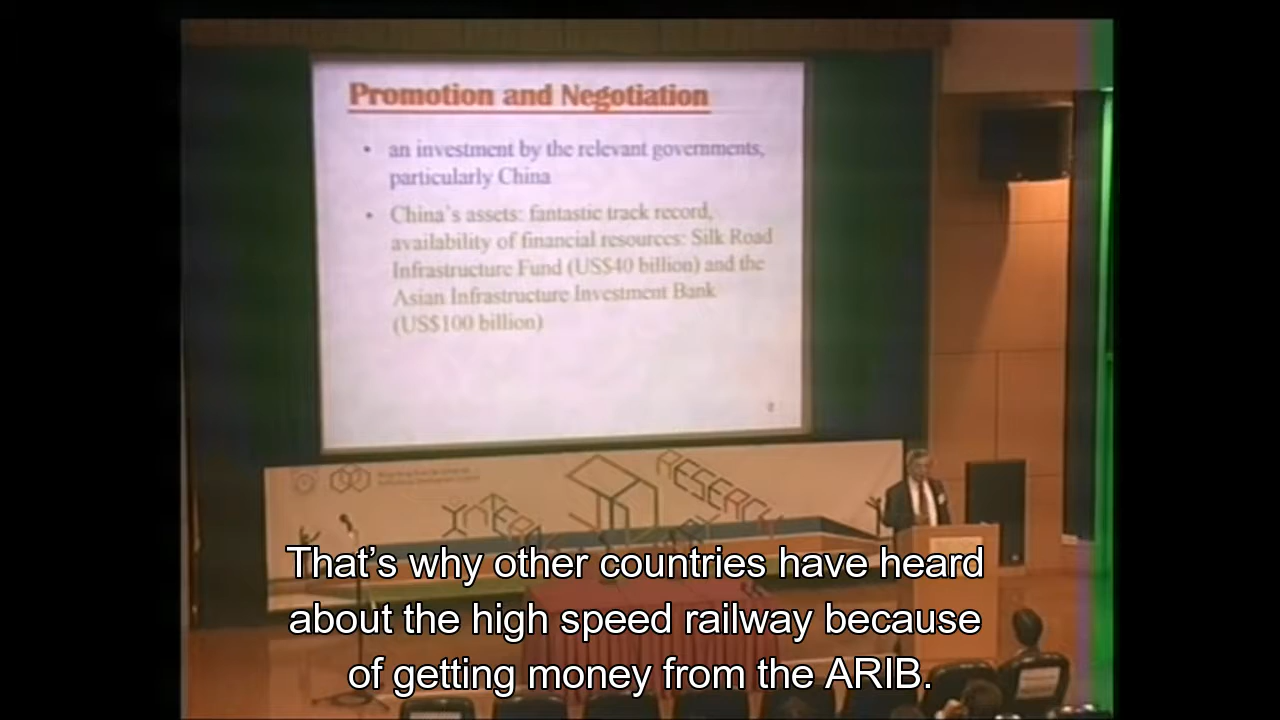 Promotion and Negotiation
• an investment by the relevant governments,
particularly China
• China's assets: fantastic track record,
availability of financial resources: Silk Road
Infrastructure Fund (US$40 billion) and the
Asian Infrastructure Investment Bank
(US$100 billion)
RESEARCH
That’s why other countries have heard
about the high speed railway because
of getting money from the ARIB.